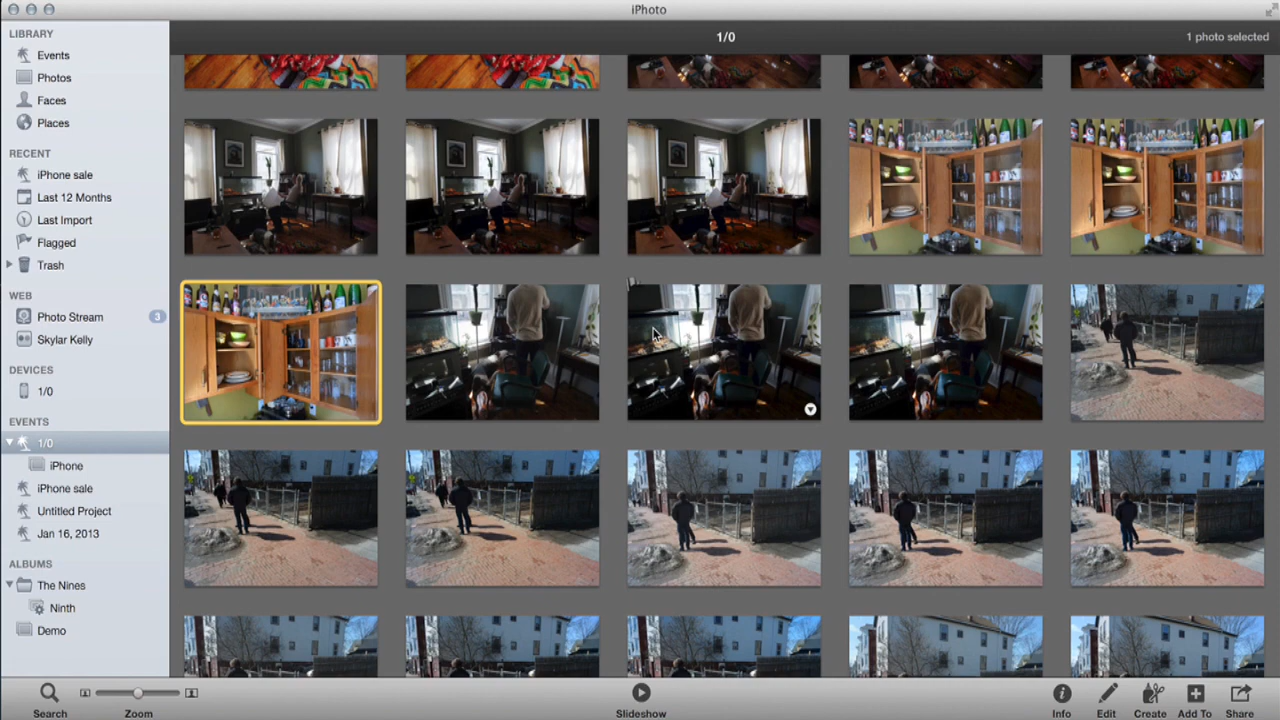 iPhoto
LIBRARY
1/0
1 photo selected
Events
Photos
Faces
Places
RECENT
iPhoto sale
Last 12 Months
Last Import
Flagged
Trash
WEB
Photo Stream
3
Skylar Kelly
DEVICES
1/0
EVENTS
1/0
iPhone
iPhone sale
Untitled Project
Jan 16, 2013
ALBUMS
The Nines
Ninth
Demo
Search
Zoom
Slideshow
Info
Edit
Create
Add To
Share